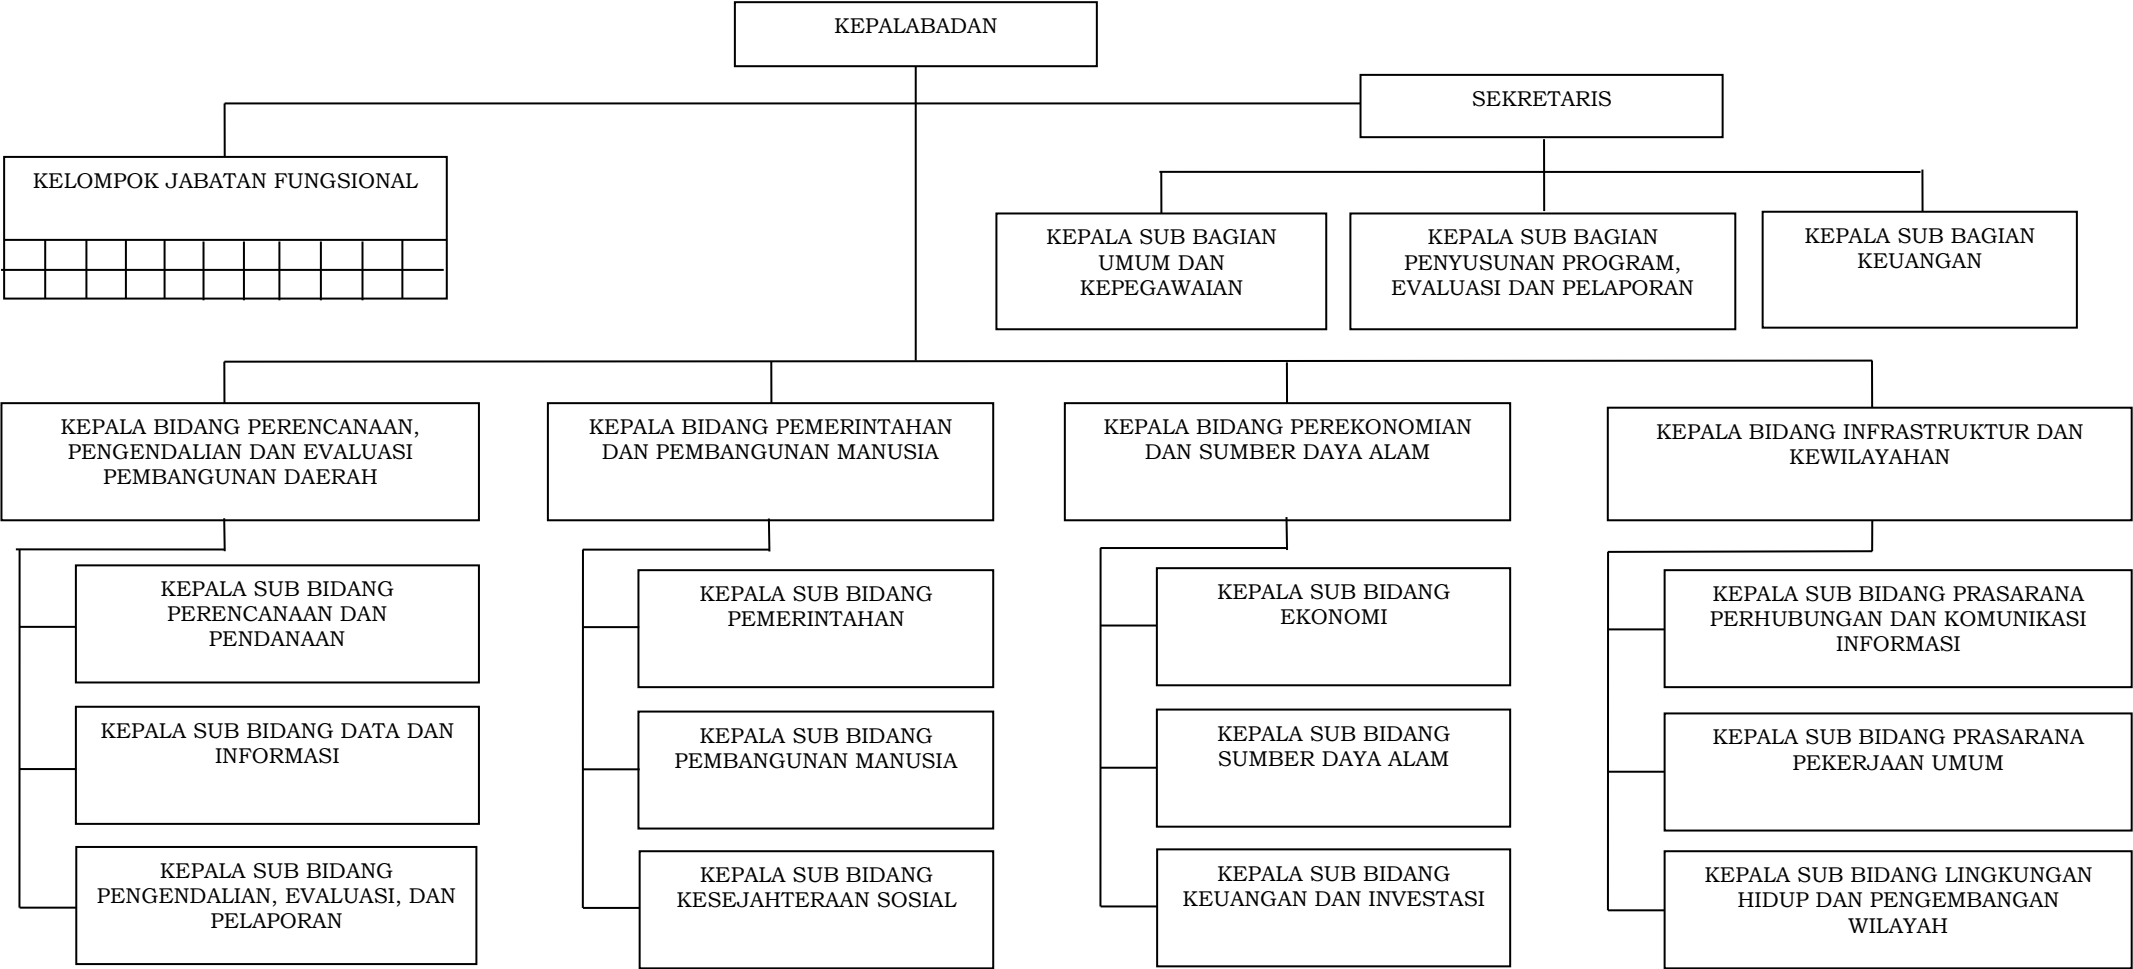 KEPALABADAN
SEKRETARIS
KELOMPOK JABATAN FUNGSIONAL
KEPALA SUB BAGIAN
UMUM DAN
KEPEGAWAIAN
KEPALA SUB BAGIAN
PENYUSUNAN PROGRAM,
EVALUASI DAN PELAPORAN
KEPALA SUB BAGIAN
KEUANGAN
KEPALA BIDANG PERENCANAAN,
PENGENDALIAN DAN EVALUASI
PEMBANGUNAN DAERAH
KEPALA BIDANG PEMERINTAHAN
DAN PEMBANGUNAN MANUSIA
KEPALA BIDANG PEREKONOMIAN
DAN SUMBER DAYA ALAM
KEPALA BIDANG INFRASTRUKTUR DAN
KEWILAYAHAN
KEPALA SUB BIDANG
PERENCANAAN DAN
PENDANAAN
KEPALA SUB BIDANG
PEMERINTAHAN
KEPALA SUB BIDANG
EKONOMI
KEPALA SUB BIDANG PRASARANA
PERHUBUNGAN DAN KOMUNIKASI
INFORMASI
KEPALA SUB BIDANG DATA DAN
INFORMASI
KEPALA SUB BIDANG
PEMBANGUNAN MANUSIA
KEPALA SUB BIDANG
SUMBER DAYA ALAM
KEPALA SUB BIDANG PRASARANA
PEKERJAAN UMUM
KEPALA SUB BIDANG
PENGENDALIAN, EVALUASI, DAN
PELAPORAN
KEPALA SUB BIDANG
KESEJAHTERAAN SOSIAL
KEPALA SUB BIDANG
KEUANGAN DAN INVESTASI
KEPALA SUB BIDANG LINGKUNGAN
HIDUP DAN PENGEMBANGAN
WILAYAH